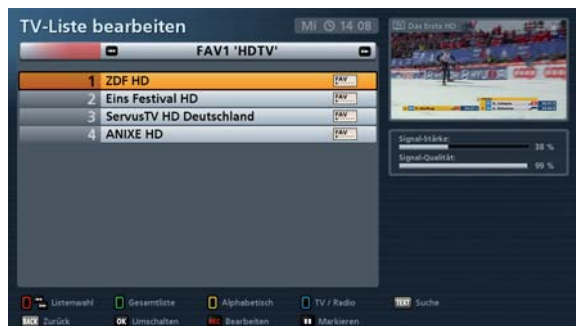 TV-Liste bearbeiten
Mi 14 08
Das Erste HD
FAV1 'HDTV'
1 ZDF HD FAV
2 Eins Festival HD FAV
3 ServusTV HD Deutschland FAV
4 ANIXE HD FAV
Signal-Stärke:
38 %
Signal-Qualität:
99 %
Listenwahl Gesamtliste Alphabetisch TV / Radio TEXT Suche
BACK Zurück OK Umschalten REC Bearbeiten Markieren